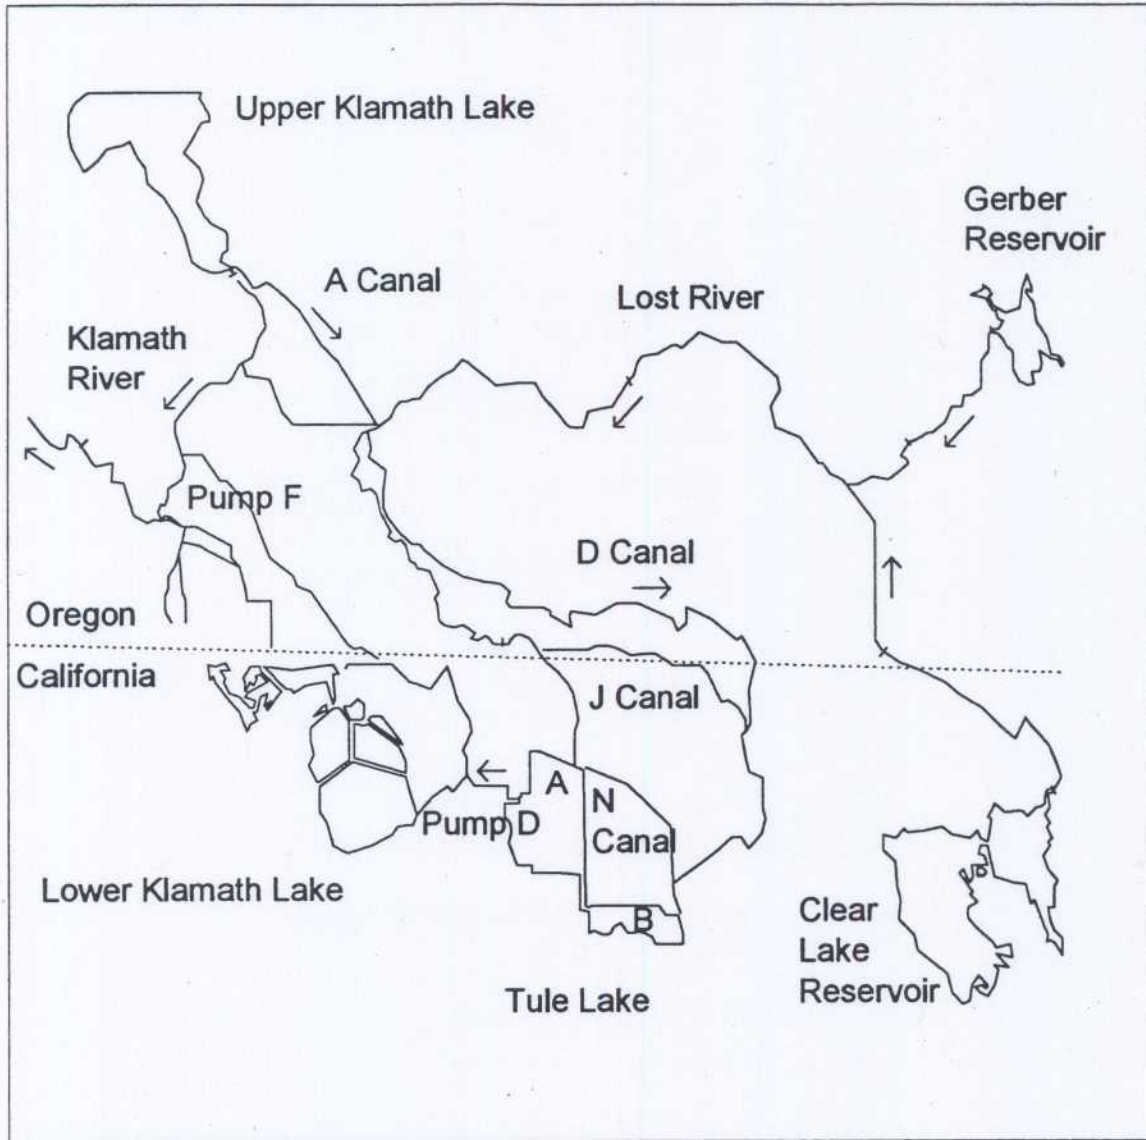 Upper Klamath Lake
Gerber
Reservoir
A Canal
Lost River
Klamath
River
Pump F
D Canal
Oregon
California
J Canal
A
N
Canal
Pump D
Lower Klamath Lake
B
Clear
Lake
Reservoir
Tule Lake